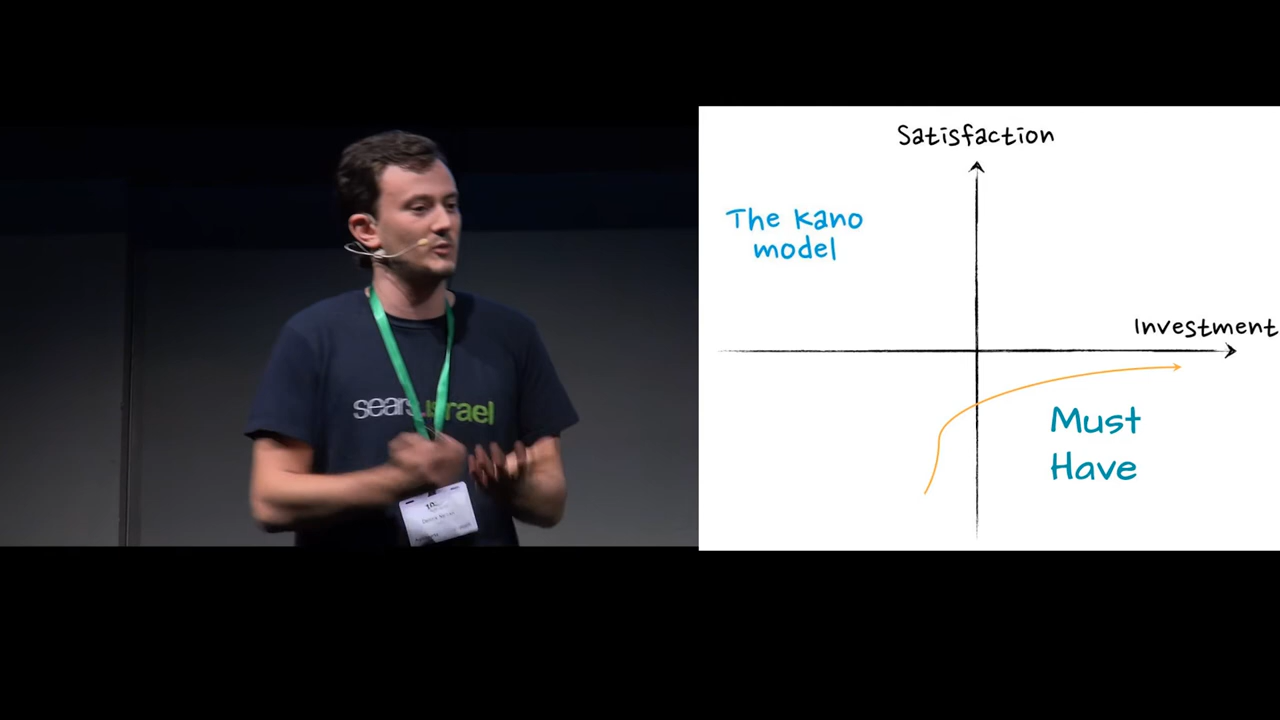 sears israel
Satisfaction
The Kano
model
Investment
Must
Have